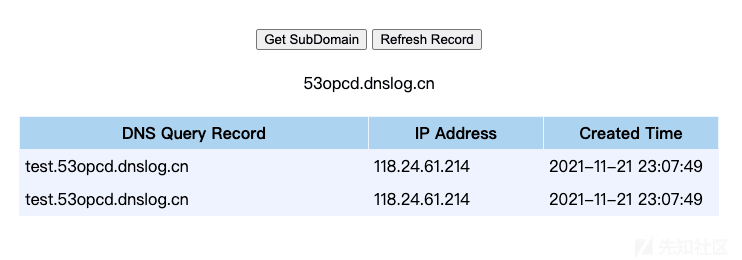 Get SubDomain Refresh Record
53opcd.dnslog.cn
DNS Query Record IP Address Created Time
test.53opcd.dnslog.cn 118.24.61.214 2021-11-21 23:07:49
test.53opcd.dnslog.cn 118.24.61.214 2021-11-21 23:07:49
先知社区